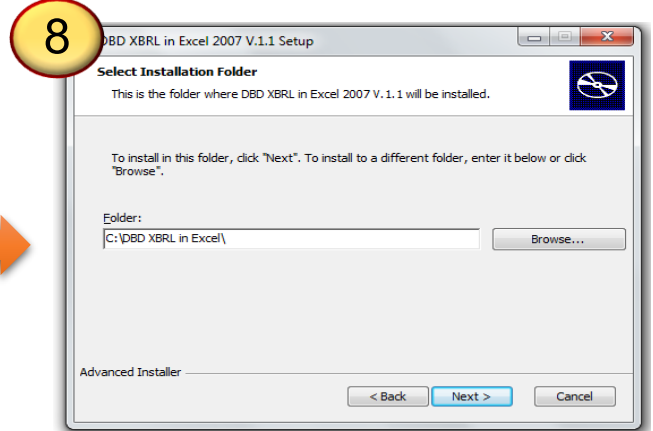 8
DBD XBRL in Excel 2007 V.1.1 Setup
Select Installation Folder
This is the folder where DBD XBRL in Excel 2007 V.1.1 will be installed.
To install in this folder, click "Next". To install to a different folder, enter it below or click
"Browse".
Folder:
C:\DBD XBRL in Excel\
Browse...
Advanced Installer
< Back
Next >
Cancel